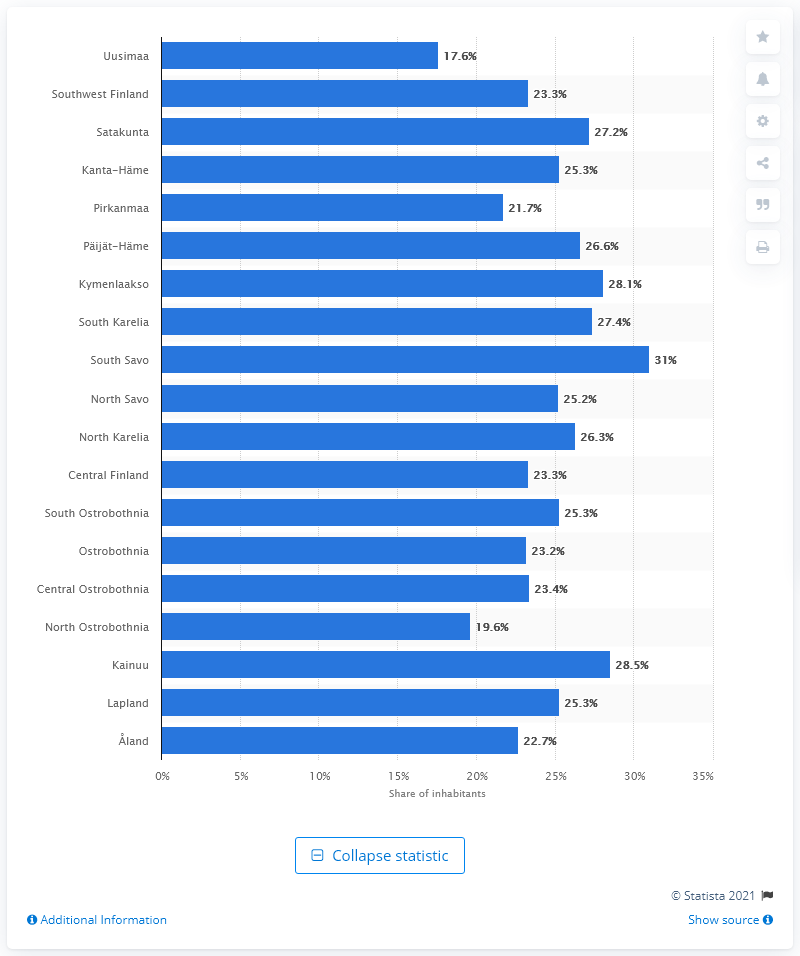 Uusimaa 17.6%
Southwest Finland 23.3%
Satakunta 27.2%
Kanta-Häme 25.3%
Pirkanmaa 21.7%
Päijät-Häme 26.6%
Kymenlaakso 28.1%
South Karelia 27.4%
South Savo 31%
North Savo 25.2%
North Karelia 26.3%
Central Finland 23.3%
South Ostrobothnia 25.3%
Ostrobothnia 23.2%
Central Ostrobothnia 23.4%
North Ostrobothnia 19.6%
Kainuu 28.5%
Lapland 25.3%
Åland 22.7%
0% 5% 10% 15% 20% 25% 30% 35%
Share of inhabitants
Collapse statistic
© Statista 2021
Additional Information Show source